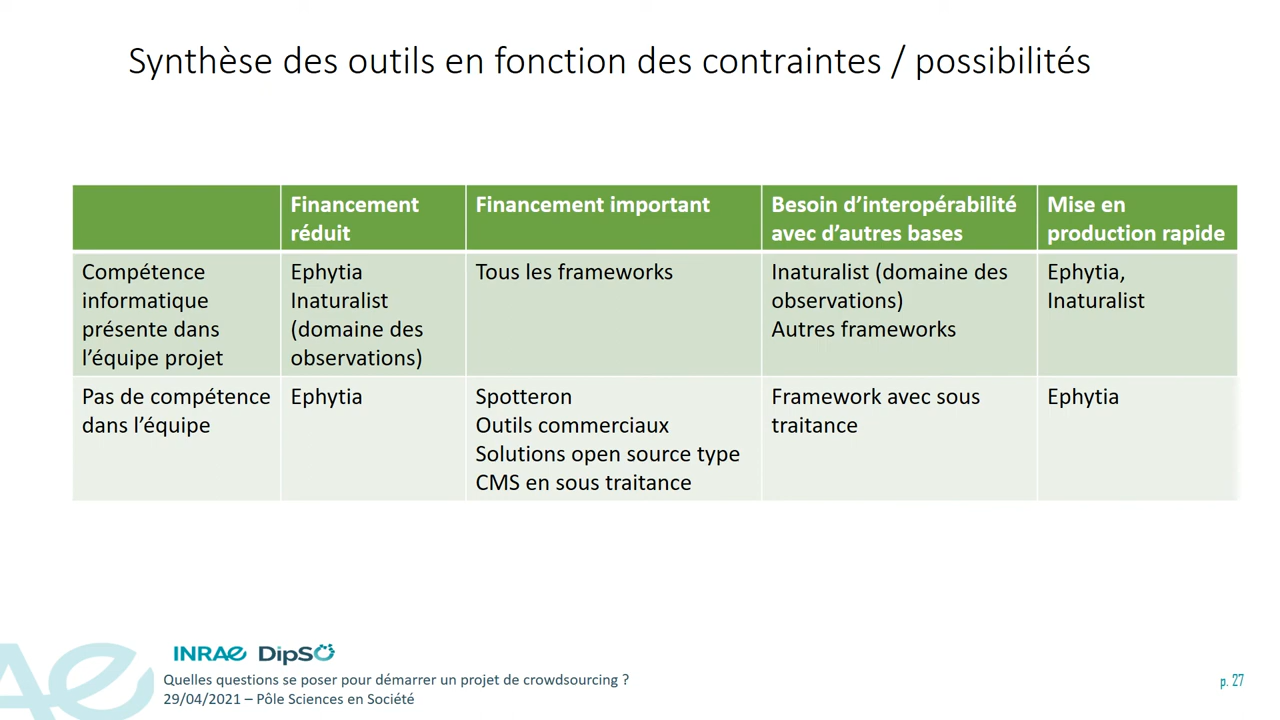 Synthèse des outils en fonction des contraintes / possibilités
Financement
réduit
Financement important
Besoin d’interopérabilité
avec d’autres bases
Mise en
production rapide
Compétence
informatique
présente dans
l’équipe projet
Ephytia
Inaturalist
(domaine des
observations)
Tous les frameworks
Inaturalist (domaine des
observations)
Autres frameworks
Ephytia,
Inaturalist
Pas de compétence
dans l’équipe
Ephytia
Spotteron
Outils commerciaux
Solutions open source type
CMS en sous traitance
Framework avec sous
traitance
Ephytia
INRAE DipSO
Quelles questions se poser pour démarrer un projet de crowdsourcing ?
29/04/2021 – Pôle Sciences en Société
p. 27